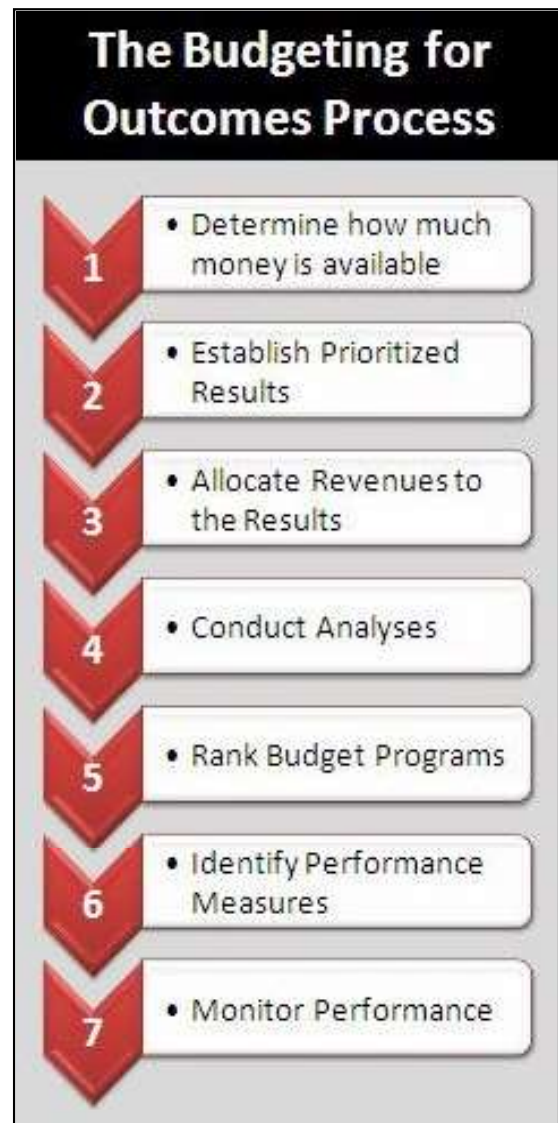 The Budgeting for
Outcomes Process
1
• Determine how much
money is available
2
• Establish Prioritized
Results
3
• Allocate Revenues to
the Results
4
• Conduct Analyses
5
• Rank Budget Programs
6
• Identify Performance
Measures
7
• Monitor Performance